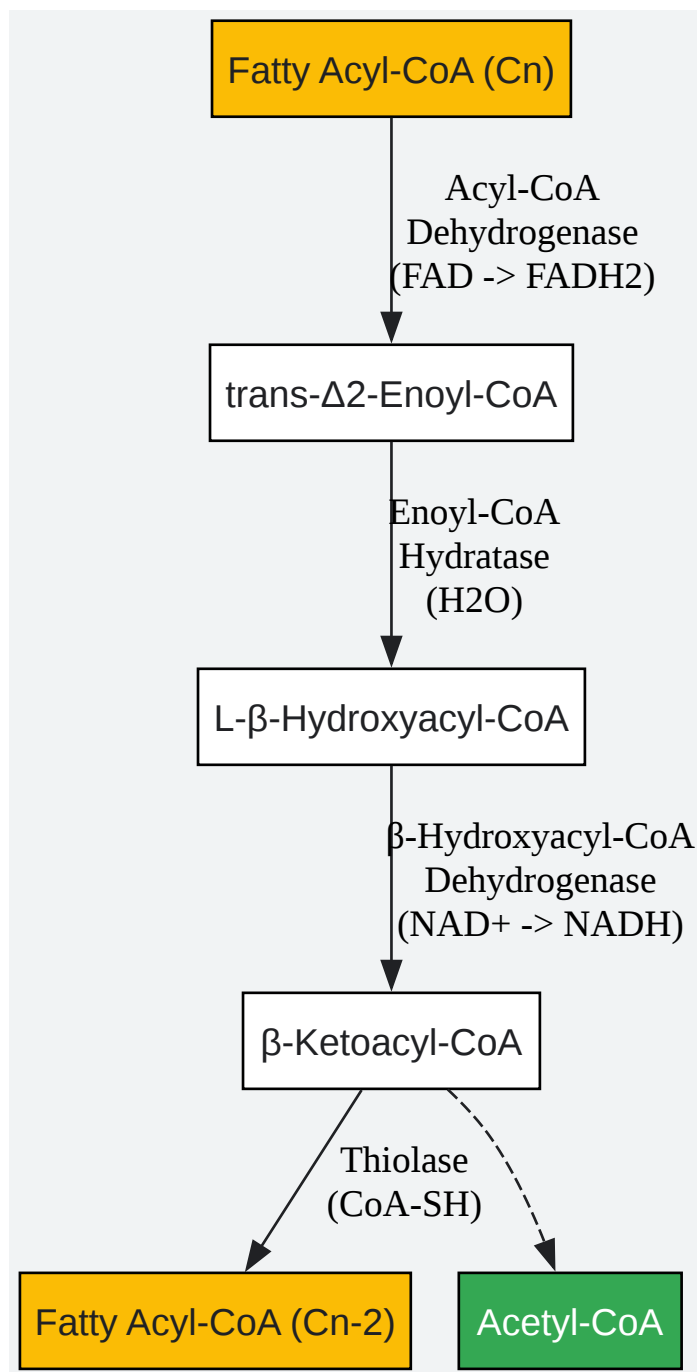 Fatty Acyl-CoA (Cn)
Acyl-CoA
Dehydrogenase
(FAD -> FADH2)
trans-Δ2-Enoyl-CoA
Enoyl-CoA
Hydratase
(H2O)
L-β-Hydroxyacyl-CoA
β-Hydroxyacyl-CoA
Dehydrogenase
(NAD+ -> NADH)
β-Ketoacyl-CoA
Thiolase
(CoA-SH)
Fatty Acyl-CoA (Cn-2)
Acetyl-CoA